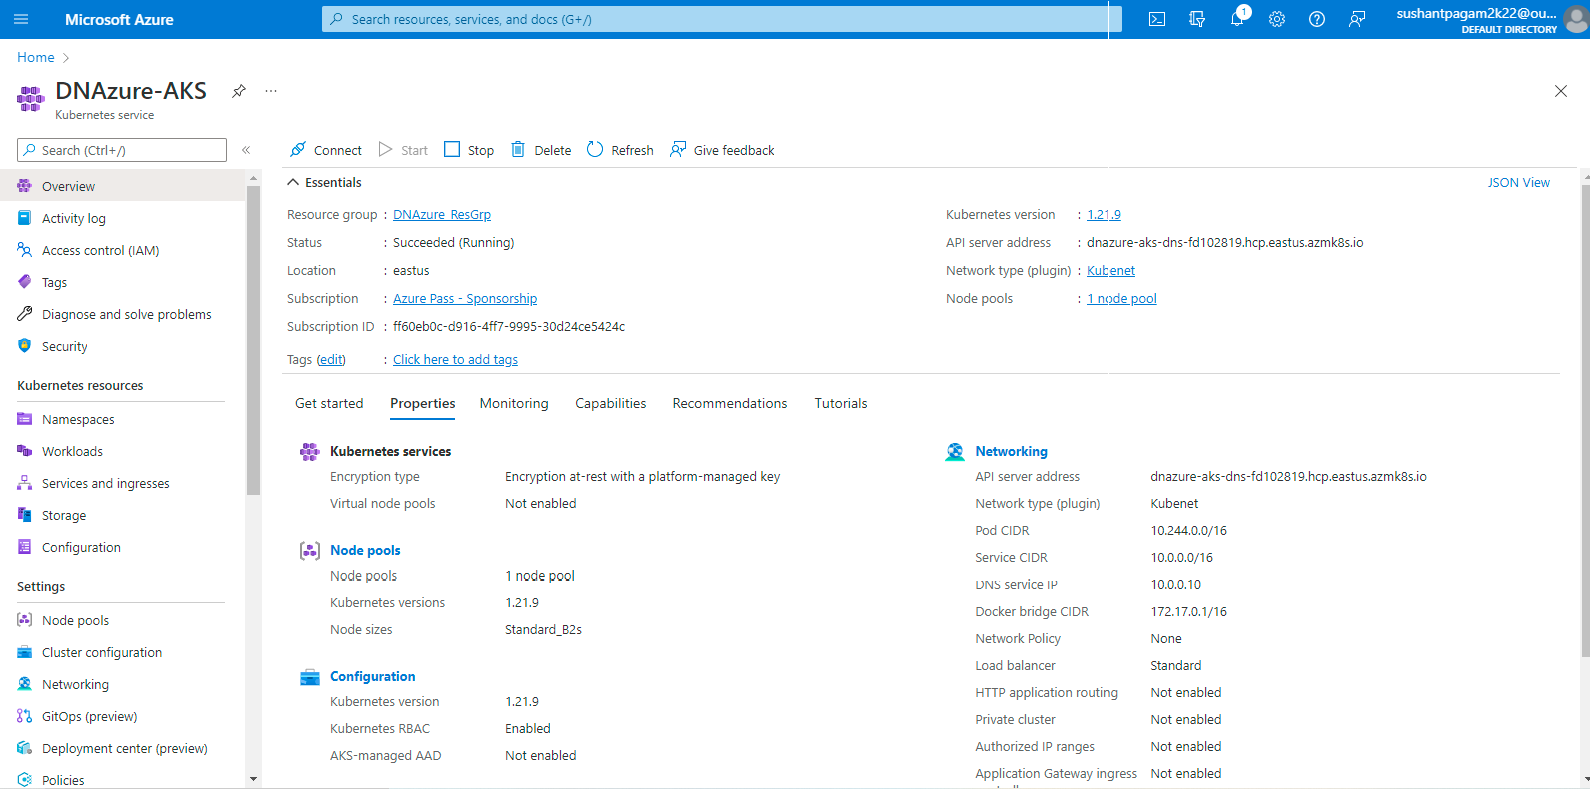 Microsoft Azure
Search resources, services, and docs (G+/)
1
sushantpagam2k22@ou...
DEFAULT DIRECTORY
Home
DNAzure-AKS
...
Kubernetes service
Search (Ctrl+/)
«
Connect
Start
Stop
Delete
Refresh
Give feedback
Overview
Activity log
Access control (IAM)
Tags
Diagnose and solve problems
Security
Kubernetes resources
Namespaces
Workloads
Services and ingresses
Storage
Configuration
Settings
Node pools
Cluster configuration
Networking
GitOps (preview)
Deployment center (preview)
Policies
Essentials
JSON View
Resource group : DNAzure_ResGrp
Status : Succeeded (Running)
Location : eastus
Subscription : Azure Pass - Sponsorship
Subscription ID : ff60eb0c-d916-4ff7-9995-30d24ce5424c
Tags (edit) : Click here to add tags
Kubernetes version : 1.21.9
API server address : dnazure-aks-dns-fd102819.hcp.eastus.azmk8s.io
Network type (plugin) : Kubenet
Node pools : 1 node pool
Get started
Properties
Monitoring
Capabilities
Recommendations
Tutorials
Kubernetes services
Encryption type Encryption at-rest with a platform-managed key
Virtual node pools Not enabled
Node pools
Node pools 1 node pool
Kubernetes versions 1.21.9
Node sizes Standard_B2s
Configuration
Kubernetes version 1.21.9
Kubernetes RBAC Enabled
AKS-managed AAD Not enabled
Networking
API server address dnazure-aks-dns-fd102819.hcp.eastus.azmk8s.io
Network type (plugin) Kubenet
Pod CIDR 10.244.0.0/16
Service CIDR 10.0.0.0/16
DNS service IP 10.0.0.10
Docker bridge CIDR 172.17.0.1/16
Network Policy None
Load balancer Standard
HTTP application routing Not enabled
Private cluster Not enabled
Authorized IP ranges Not enabled
Application Gateway ingress Not enabled